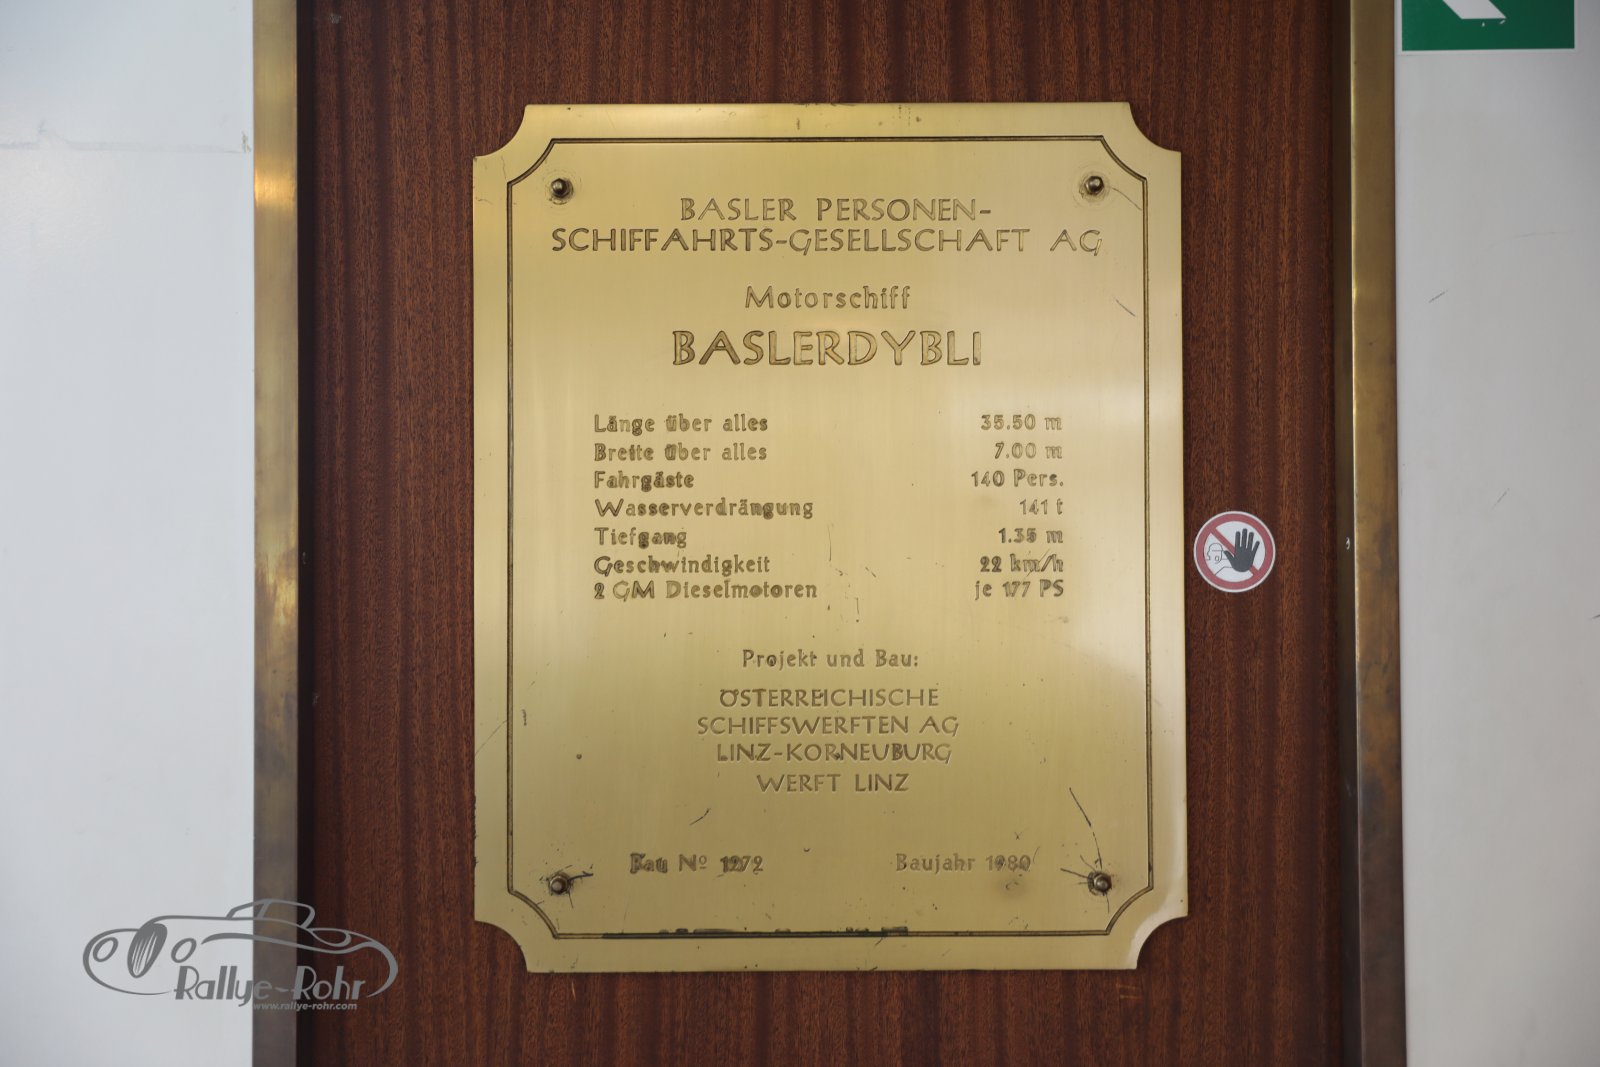 BASLER PERSONEN-
SCHIFFAHRTS-GESELLSCHAFT AG
Motorschiff
BASLERDYBLI
Länge über alles 35.50 m
Breite über alles 7.00 m
Fahrgäste 140 Pers.
Wasserverdrängung 141 t
Tiefgang 1.35 m
Geschwindigkeit 22 km/h
2 GM Dieselmotoren je 177 PS
Projekt und Bau:
ÖSTERREICHISCHE
SCHIFFSWERFTEN AG
LINZ-KORNEUBURG
WERFT LINZ
Bau Nº 1272 Baujahr 1980
Rallye-Rohr
www.rallye-rohr.com